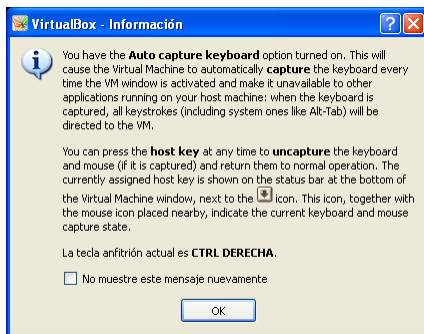 VirtualBox - Información
You have the Auto capture keyboard option turned on. This will
cause the Virtual Machine to automatically capture the keyboard every
time the VM window is activated and make it unavailable to other
applications running on your host machine: when the keyboard is
captured, all keystrokes (including system ones like Alt-Tab) will be
directed to the VM.
You can press the host key at any time to uncapture the keyboard
and mouse (if it is captured) and return them to normal operation. The
currently assigned host key is shown on the status bar at the bottom of
the Virtual Machine window, next to the icon. This icon, together with
the mouse icon placed nearby, indicate the current keyboard and mouse
capture state.
La tecla anfitrión actual es CTRL DERECHA.
No muestre este mensaje nuevamente
OK